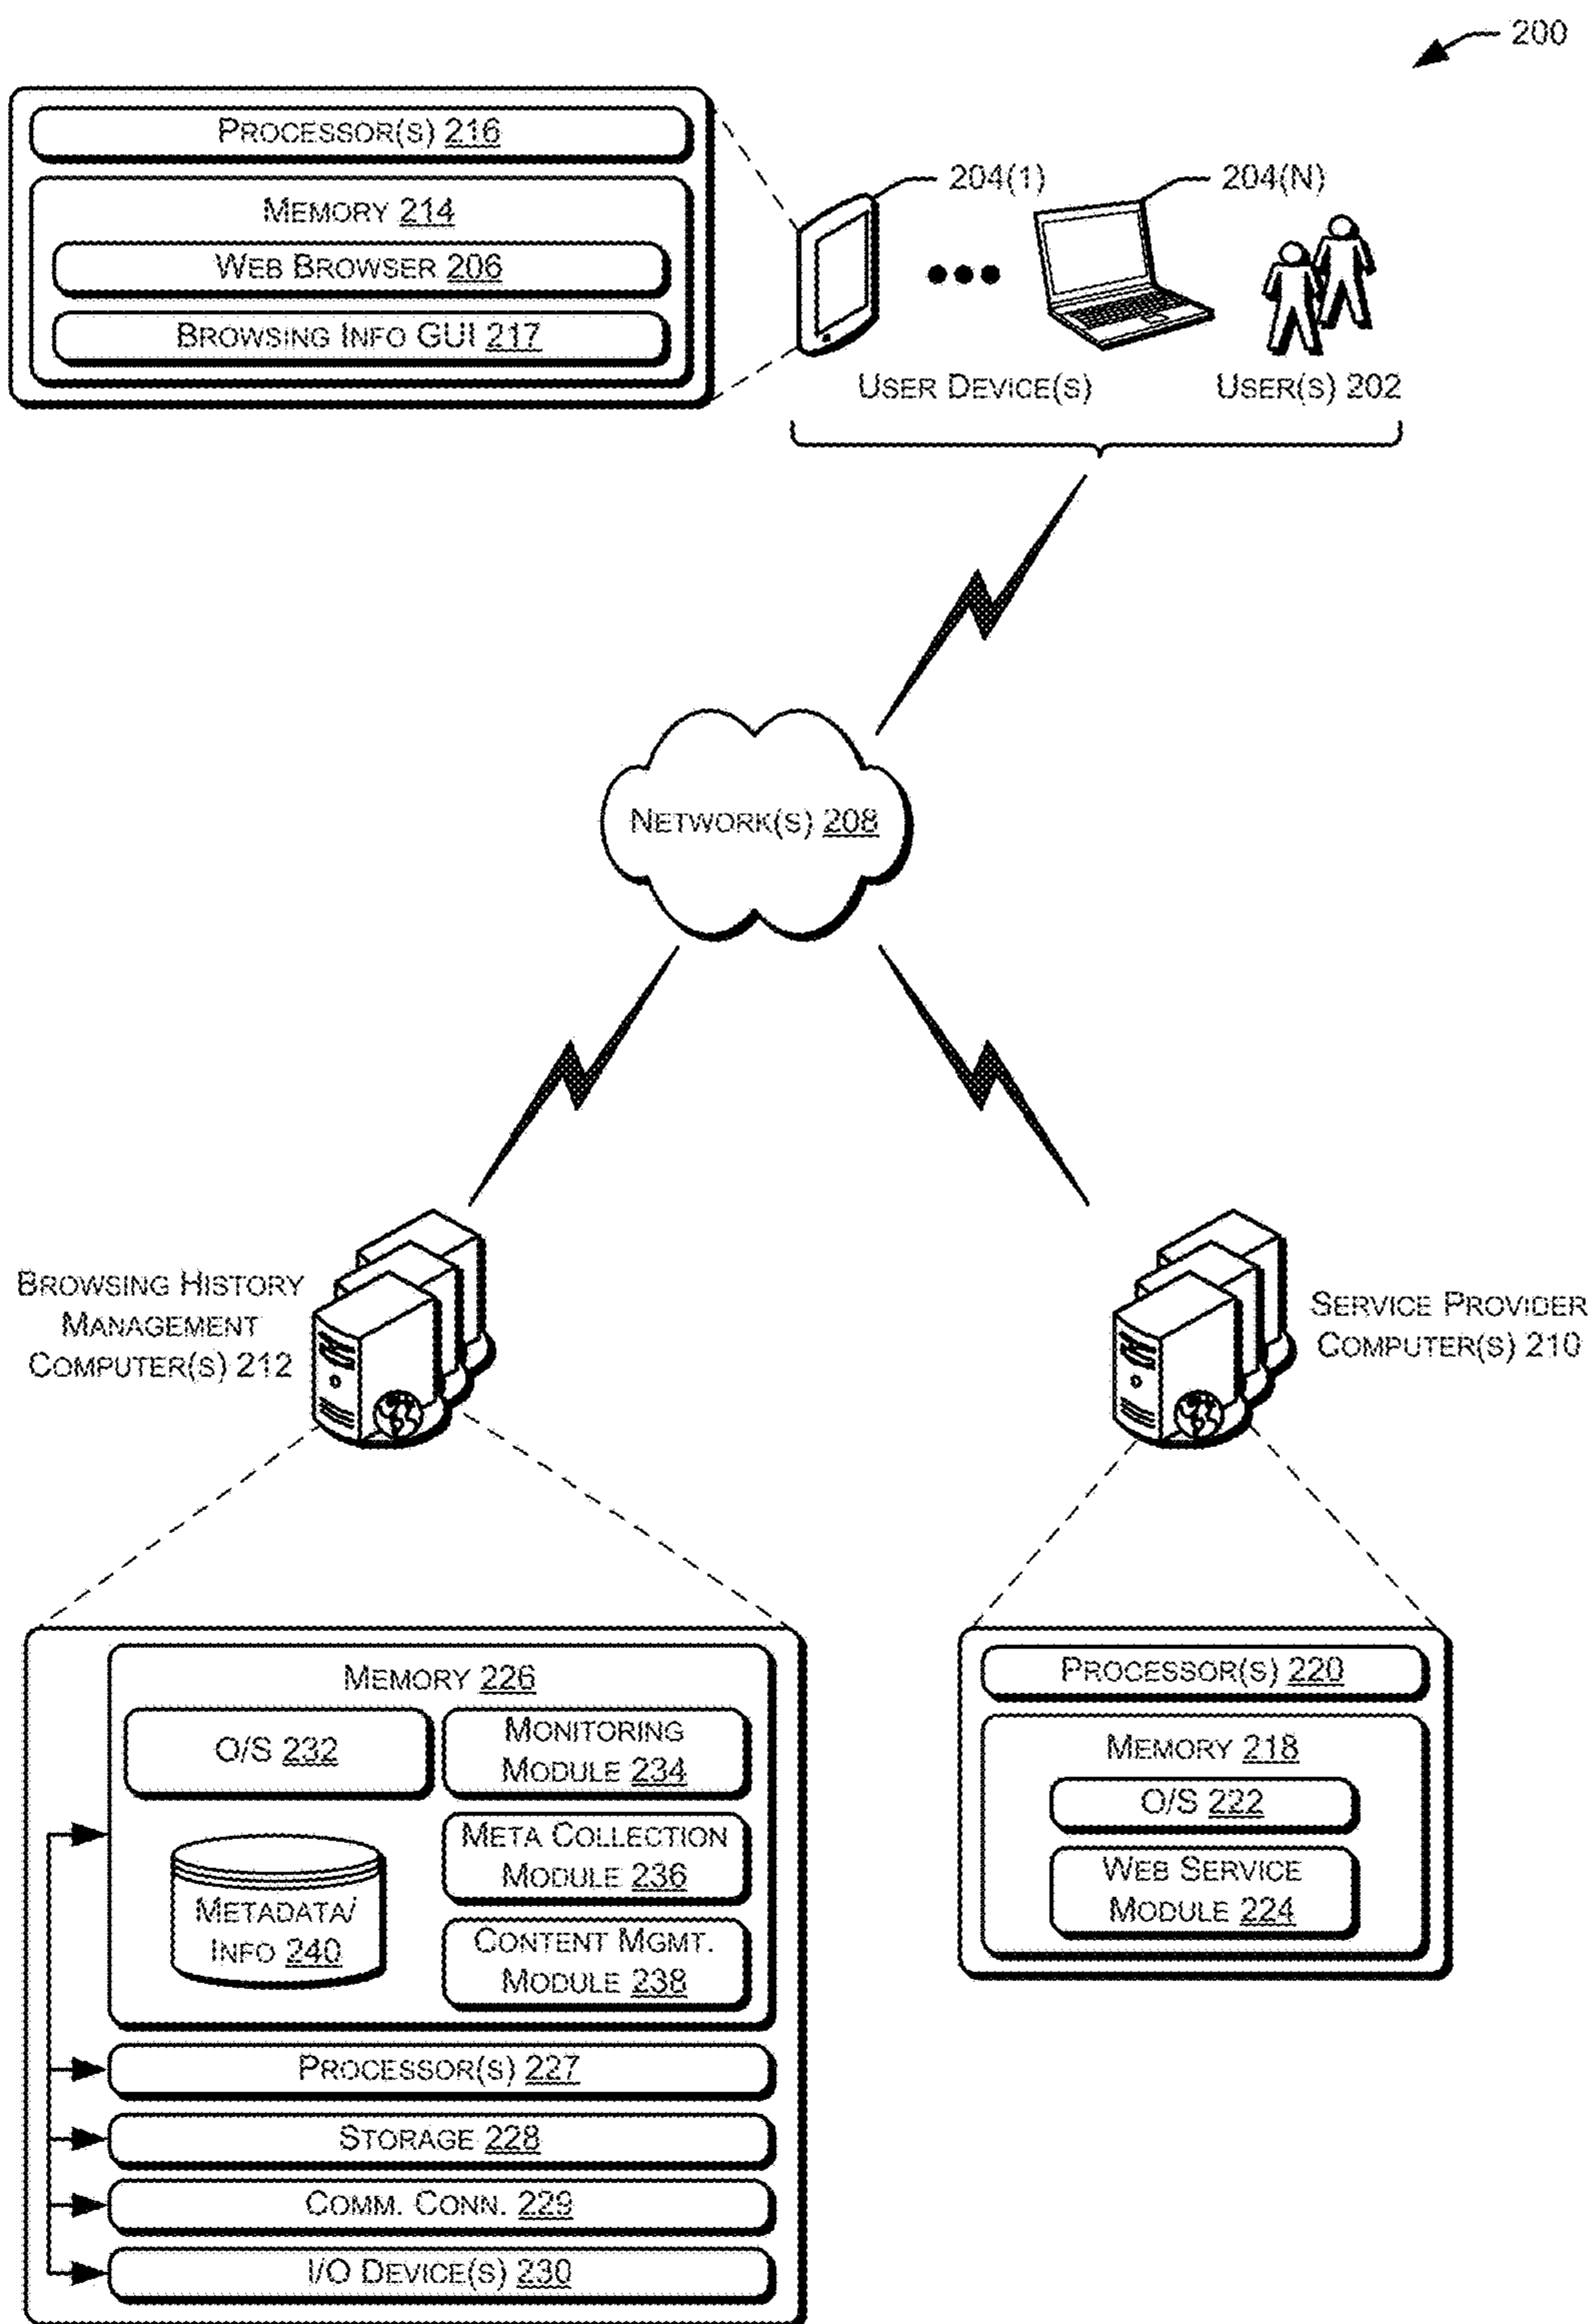 200
PROCESSOR(S) 216
MEMORY 214
WEB BROWSER 206
BROWSING INFO GUI 217
204(1)
204(N)
USER DEVICE(S)
USER(S) 202
NETWORK(S) 208
BROWSING HISTORY
MANAGEMENT
COMPUTER(S) 212
SERVICE PROVIDER
COMPUTER(S) 210
MEMORY 226
O/S 232
MONITORING
MODULE 234
META COLLECTION
MODULE 236
METADATA/
INFO 240
CONTENT MGMT.
MODULE 238
PROCESSOR(S) 227
STORAGE 228
COMM. CONN. 229
I/O DEVICE(S) 230
PROCESSOR(S) 220
MEMORY 218
O/S 222
WEB SERVICE
MODULE 224